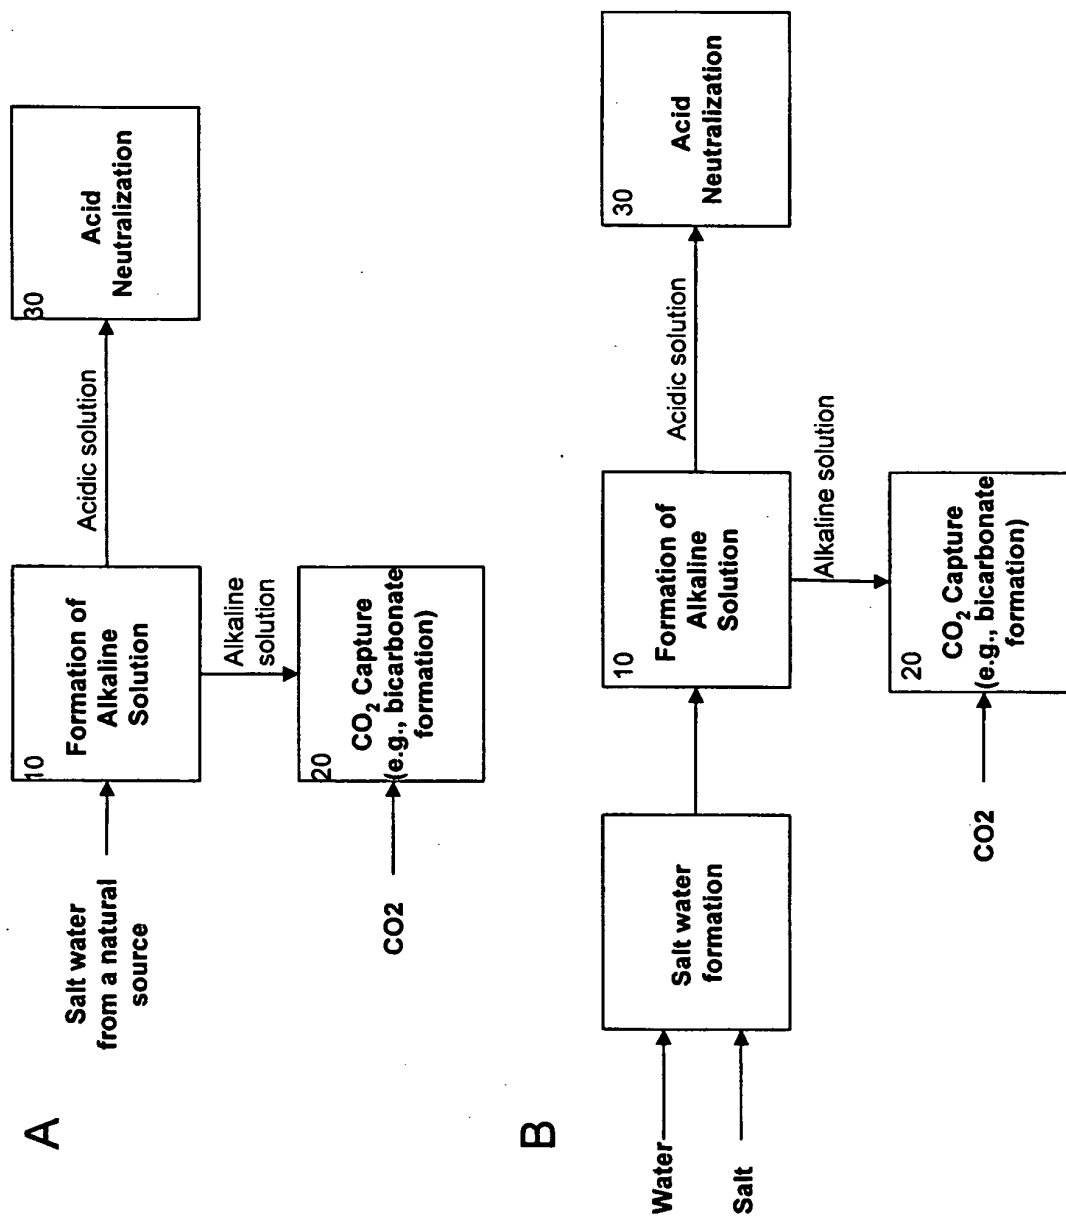 A
Salt water
from a natural
source
10
Formation of
Alkaline
Solution
Acidic solution
30
Acid
Neutralization
Alkaline
solution
CO2
20
CO₂ Capture
(e.g., bicarbonate
formation)
B
Water
Salt
Salt water
formation
10
Formation of
Alkaline
Solution
Acidic solution
30
Acid
Neutralization
Alkaline solution
CO2
20
CO₂ Capture
(e.g., bicarbonate
formation)